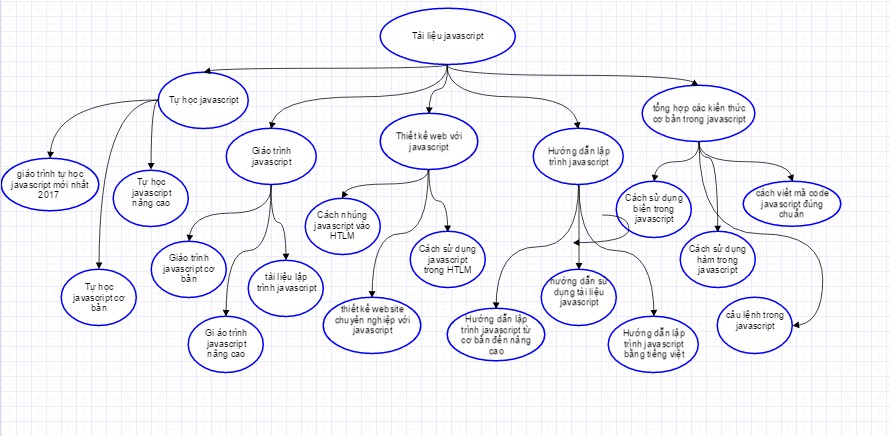 Tài liệu javascript
Tự học javascript
giáo trình tự học
javascript mới nhất
2017
Tự học
javascript
nâng cao
Tự học
javascript cơ
bản
Giáo trình
javascript
Giáo trình
javascript cơ
bản
Gi áo trình
javascript
nâng cao
tài liệu lập
trình javascript
Thiết kế web với
javascript
Cách nhúng
javascript vào
HTLM
thiết kế website
chuyên nghiệp với
javascript
Cách sử dụng
javascript
trong HTLM
Hướng dẫn lập
trình javascript
Hướng dẫn lập
trình javascript từ
cơ bản đến nâng
cao
hướng dẫn sử
dụng tài liệu
javascript
Hướng dẫn lập
trình javascript
bằng tiếng việt
tổng hợp các kiến thức
cơ bản trong javascript
Cách sử dụng
biến trong
javascript
Cách sử dụng
hàm trong
javascript
cách viết mã code
javascript đúng
chuẩn
câu lệnh trong
javascript